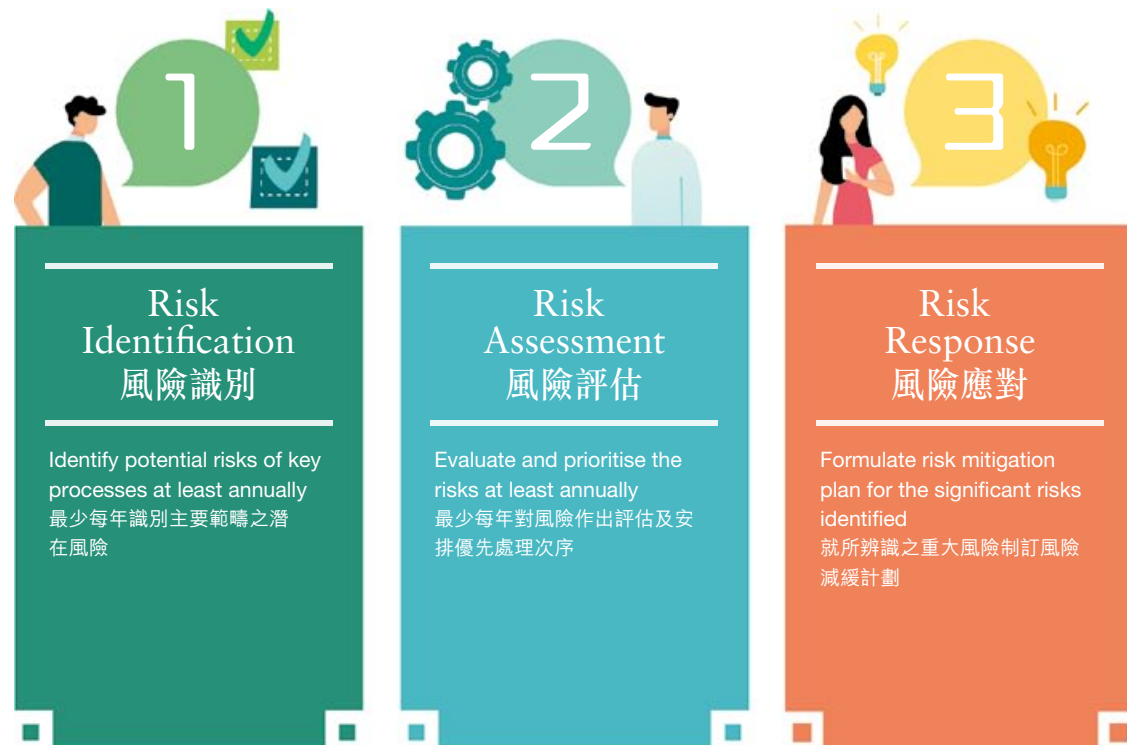 1
Risk
Identification
風險識別
Identify potential risks of key
processes at least annually
最少每年識別主要範疇之潛
在風險
2
Risk
Assessment
風險評估
Evaluate and prioritise the
risks at least annually
最少每年對風險作出評估及安
排優先處理次序
3
Risk
Response
風險應對
Formulate risk mitigation
plan for the significant risks
identified
就所辨識之重大風險制訂風險
減緩計劃